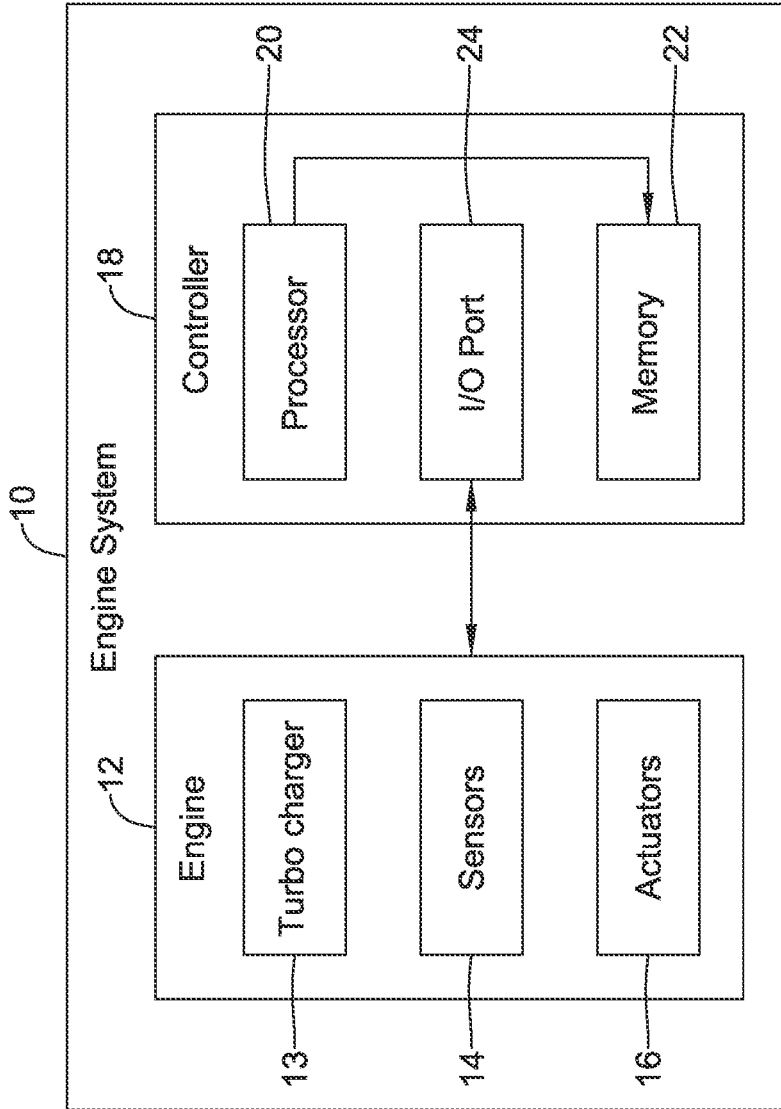 10
Engine System
12
Engine
Turbo charger
13
Sensors
14
Actuators
16
18
Controller
Processor
20
I/O Port
24
Memory
22